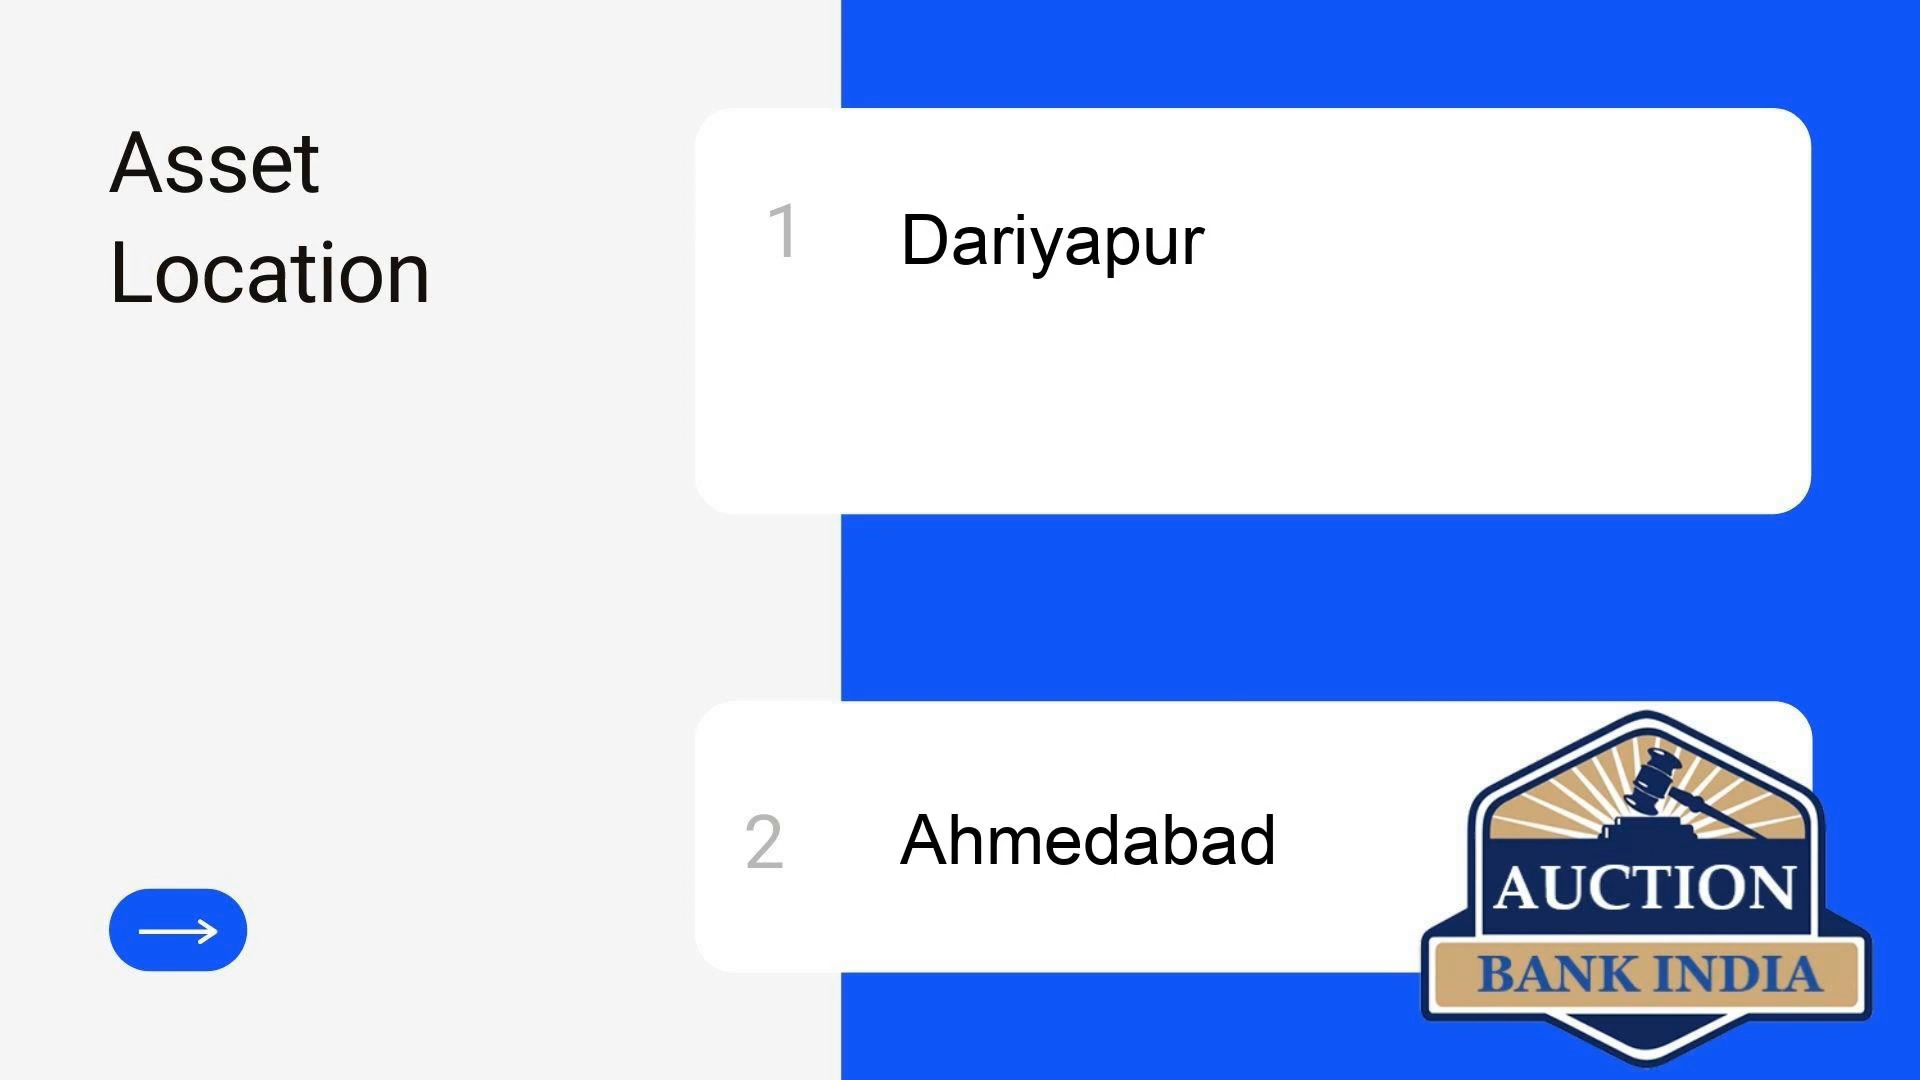 Asset
Location
1
Dariyapur
2
Ahmedabad
AUCTION
BANK INDIA